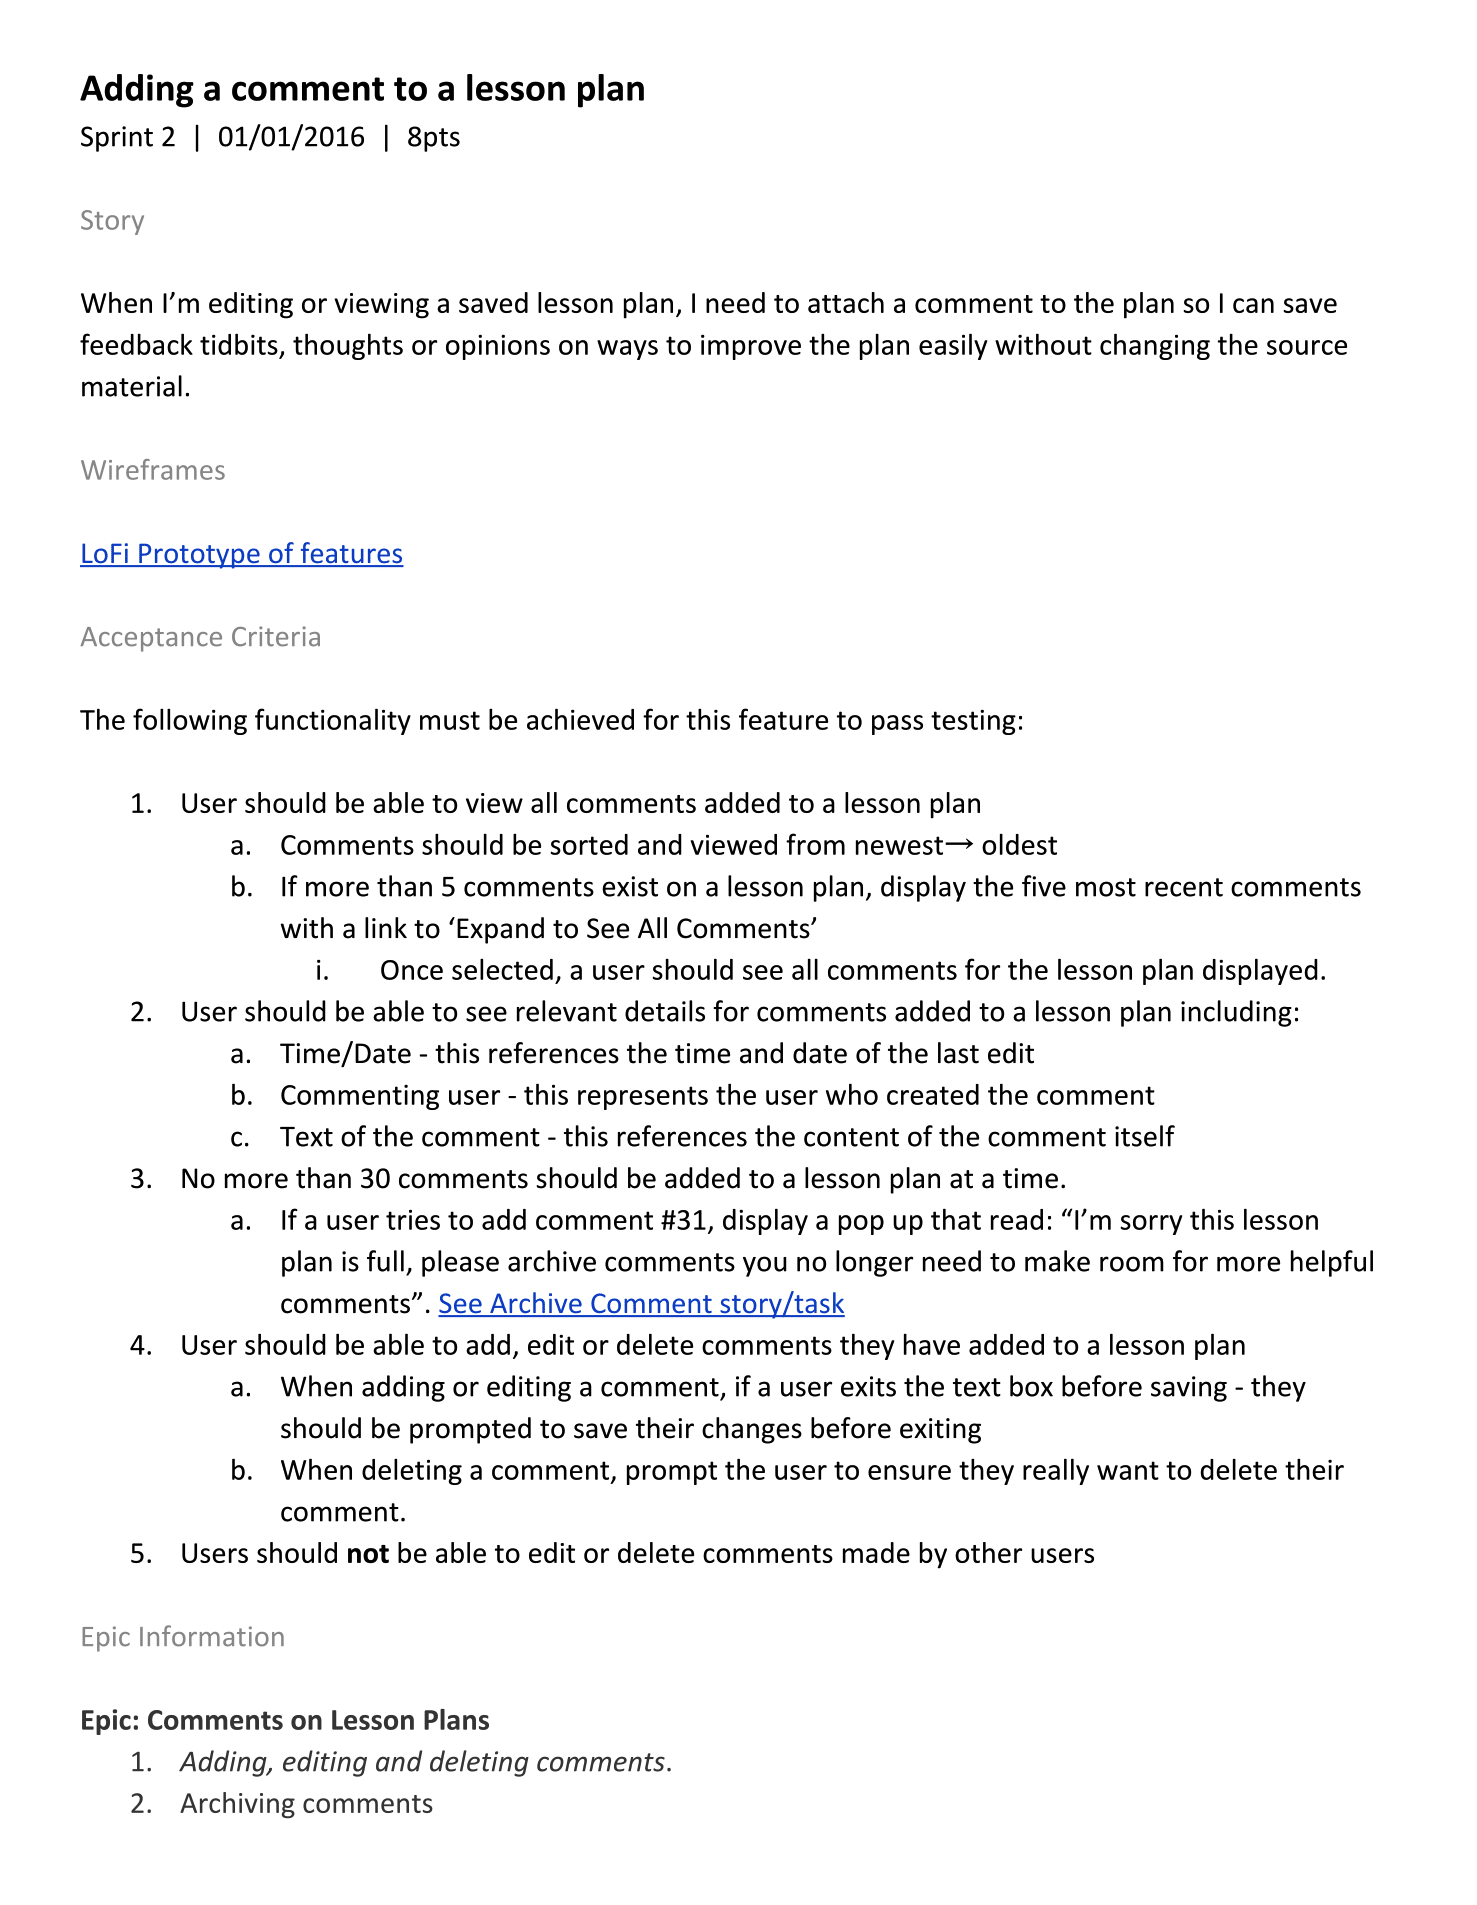 Adding a comment to a lesson plan
Sprint 2 | 01/01/2016 | 8pts
Story
When I’m editing or viewing a saved lesson plan, I need to attach a comment to the plan so I can save
feedback tidbits, thoughts or opinions on ways to improve the plan easily without changing the source
material.
Wireframes
LoFi Prototype of features
Acceptance Criteria
The following functionality must be achieved for this feature to pass testing:
1. User should be able to view all comments added to a lesson plan
a. Comments should be sorted and viewed from newest→ oldest
b. If more than 5 comments exist on a lesson plan, display the five most recent comments
with a link to ‘Expand to See All Comments’
i. Once selected, a user should see all comments for the lesson plan displayed.
2. User should be able to see relevant details for comments added to a lesson plan including:
a. Time/Date - this references the time and date of the last edit
b. Commenting user - this represents the user who created the comment
c. Text of the comment - this references the content of the comment itself
3. No more than 30 comments should be added to a lesson plan at a time.
a. If a user tries to add comment #31, display a pop up that read: “I’m sorry this lesson
plan is full, please archive comments you no longer need to make room for more helpful
comments”. See Archive Comment story/task
4. User should be able to add, edit or delete comments they have added to a lesson plan
a. When adding or editing a comment, if a user exits the text box before saving - they
should be prompted to save their changes before exiting
b. When deleting a comment, prompt the user to ensure they really want to delete their
comment.
5. Users should not be able to edit or delete comments made by other users
Epic Information
Epic: Comments on Lesson Plans
1. Adding, editing and deleting comments.
2. Archiving comments